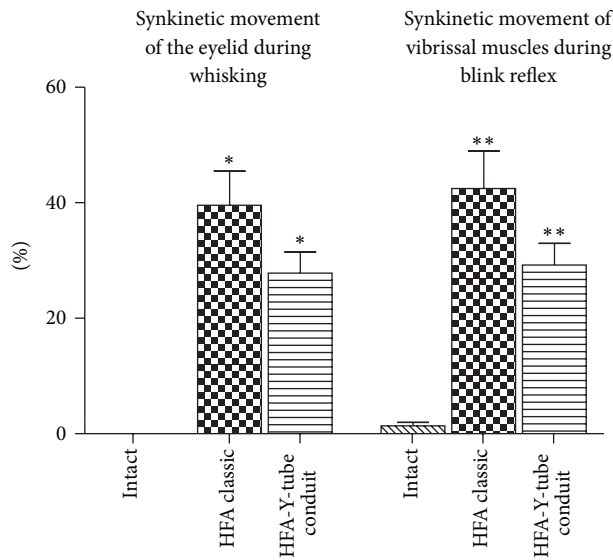 Synkinetic movement
of the eyelid during
whisking
Synkinetic movement of
vibrissal muscles during
blink reflex
60
40
20
0
(%)
*
*
**
**
Intact
HFA classic
HFA-Y-tube
conduit
Intact
HFA classic
HFA-Y-tube
conduit